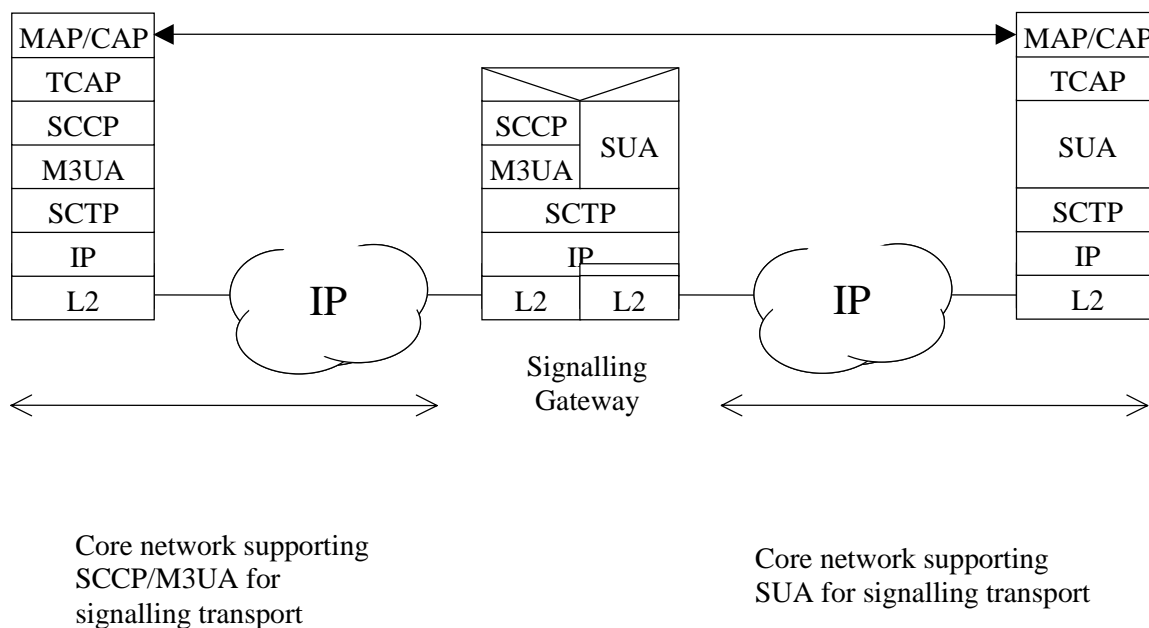 MAP/CAP
TCAP
SCCP
M3UA
SCTP
IP
L2
IP
SCCP
M3UA
SUA
SCTP
IP
L2
L2
Signalling
Gateway
IP
MAP/CAP
TCAP
SUA
SCTP
IP
L2
Core network supporting
SCCP/M3UA for
signalling transport
Core network supporting
SUA for signalling transport